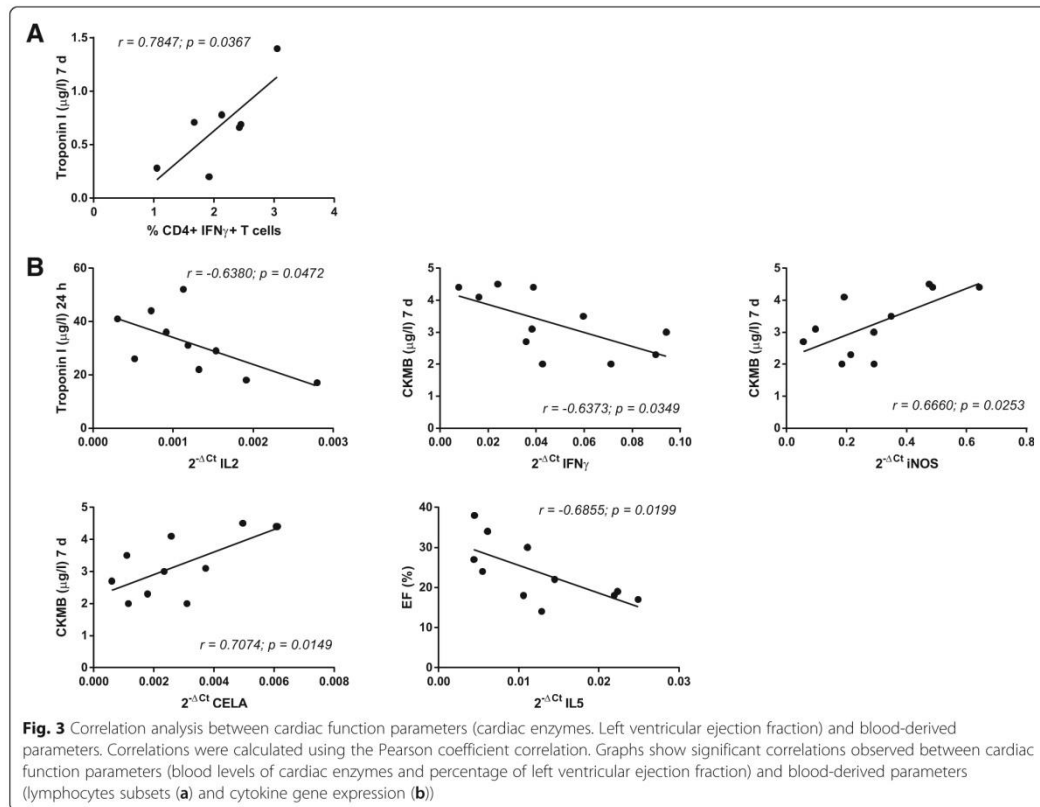 A
r = 0.7847; p = 0.0367
Troponin I (μg/l) 7 d
1.5
1.0
0.5
0.0
0 1 2 3 4
% CD4+ IFNγ+ T cells
B
r = -0.6380; p = 0.0472
Troponin I (μg/l) 24 h
60
40
20
0
0.000 0.001 0.002 0.003
2-ΔCt IL2
CKMB (μg/l) 7 d
5
4
3
2
1
0
r = -0.6373; p = 0.0349
0.00 0.02 0.04 0.06 0.08 0.10
2-ΔCt IFNγ
CKMB (μg/l) 7 d
5
4
3
2
1
0
r = 0.6660; p = 0.0253
0.0 0.2 0.4 0.6 0.8
2-ΔCt iNOS
CKMB (μg/l) 7 d
5
4
3
2
1
0
r = 0.7074; p = 0.0149
0.000 0.002 0.004 0.006 0.008
2-ΔCt CELA
r = -0.6855; p = 0.0199
EF (%)
40
30
20
10
0
0.00 0.01 0.02 0.03
2-ΔCt IL5
Fig. 3 Correlation analysis between cardiac function parameters (cardiac enzymes. Left ventricular ejection fraction) and blood-derived
parameters. Correlations were calculated using the Pearson coefficient correlation. Graphs show significant correlations observed between cardiac
function parameters (blood levels of cardiac enzymes and percentage of left ventricular ejection fraction) and blood-derived parameters
(lymphocytes subsets (a) and cytokine gene expression (b))